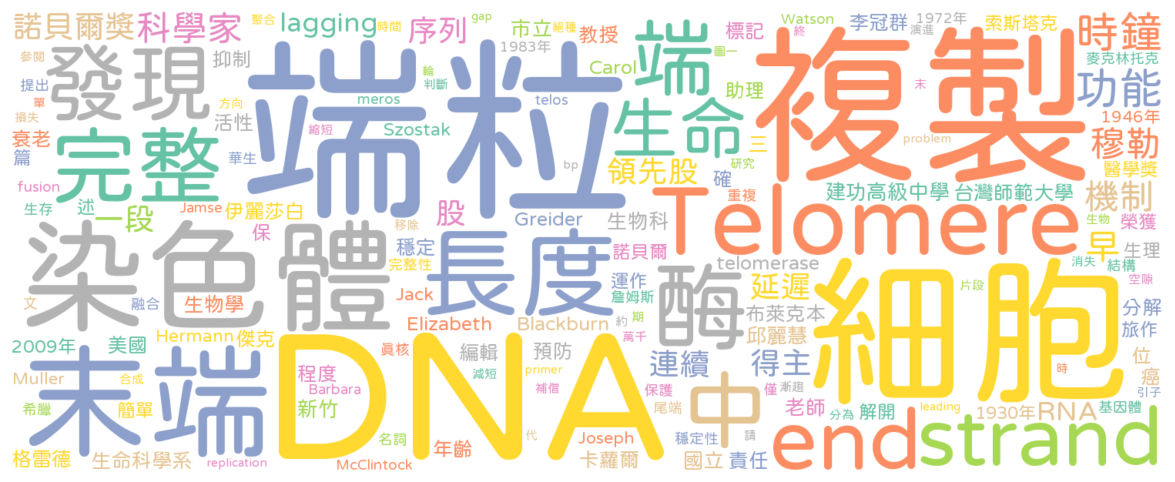 諾貝爾獎
科學家
聚合
lagging
時間
序列
gap
市立
絕種
教授
Watson
終
標記
李冠群
1972年
演進
索斯塔克
時鐘
參閱
發現
抑制
端粒
1983年
Carol
端
圖一
複製
麥克林托克
提出
單
方向
輪
判斷
助理
末
功能
損失
活性
meros
telos
生命
1946年
衰老
完整
縮短
Szostak
bp
三
problem
穆勒
篇
華生
領先股
研究
醫學獎
fusion
股
確
建功高級中學
台灣師範大學
機制
生存
述
一段
Jamse
伊麗莎白
Greider
生物科
重複
Telomere
生物
榮獲
保
移除
染色體
穩定
長度
諾貝爾
酶
telomerase
早
生理
完整性
運作
延遲
細胞
消失
結構
空隙
文
融合
生物學
Jack
詹姆斯
布萊克本
片段
分解
Hermann
傑克
Elizabeth
Blackburn
約
期
萬千
邱麗慧
旅作
2009年
美國
末端
DNA
真核
編輯
預防
連續
得主
位
癌
Muller
合成
程度
減短
primer
中
時
引子
希臘
簡單
Barbara
新竹
補償
保護
僅
漸趨
老師
分為
解開
leading
1930年
RNA
基因體
尾端
名詞
代
Joseph
穩定性
請
end
strand
格雷德
生命科學系
replication
McClintock
年齡
卡蘿爾
國立
責任